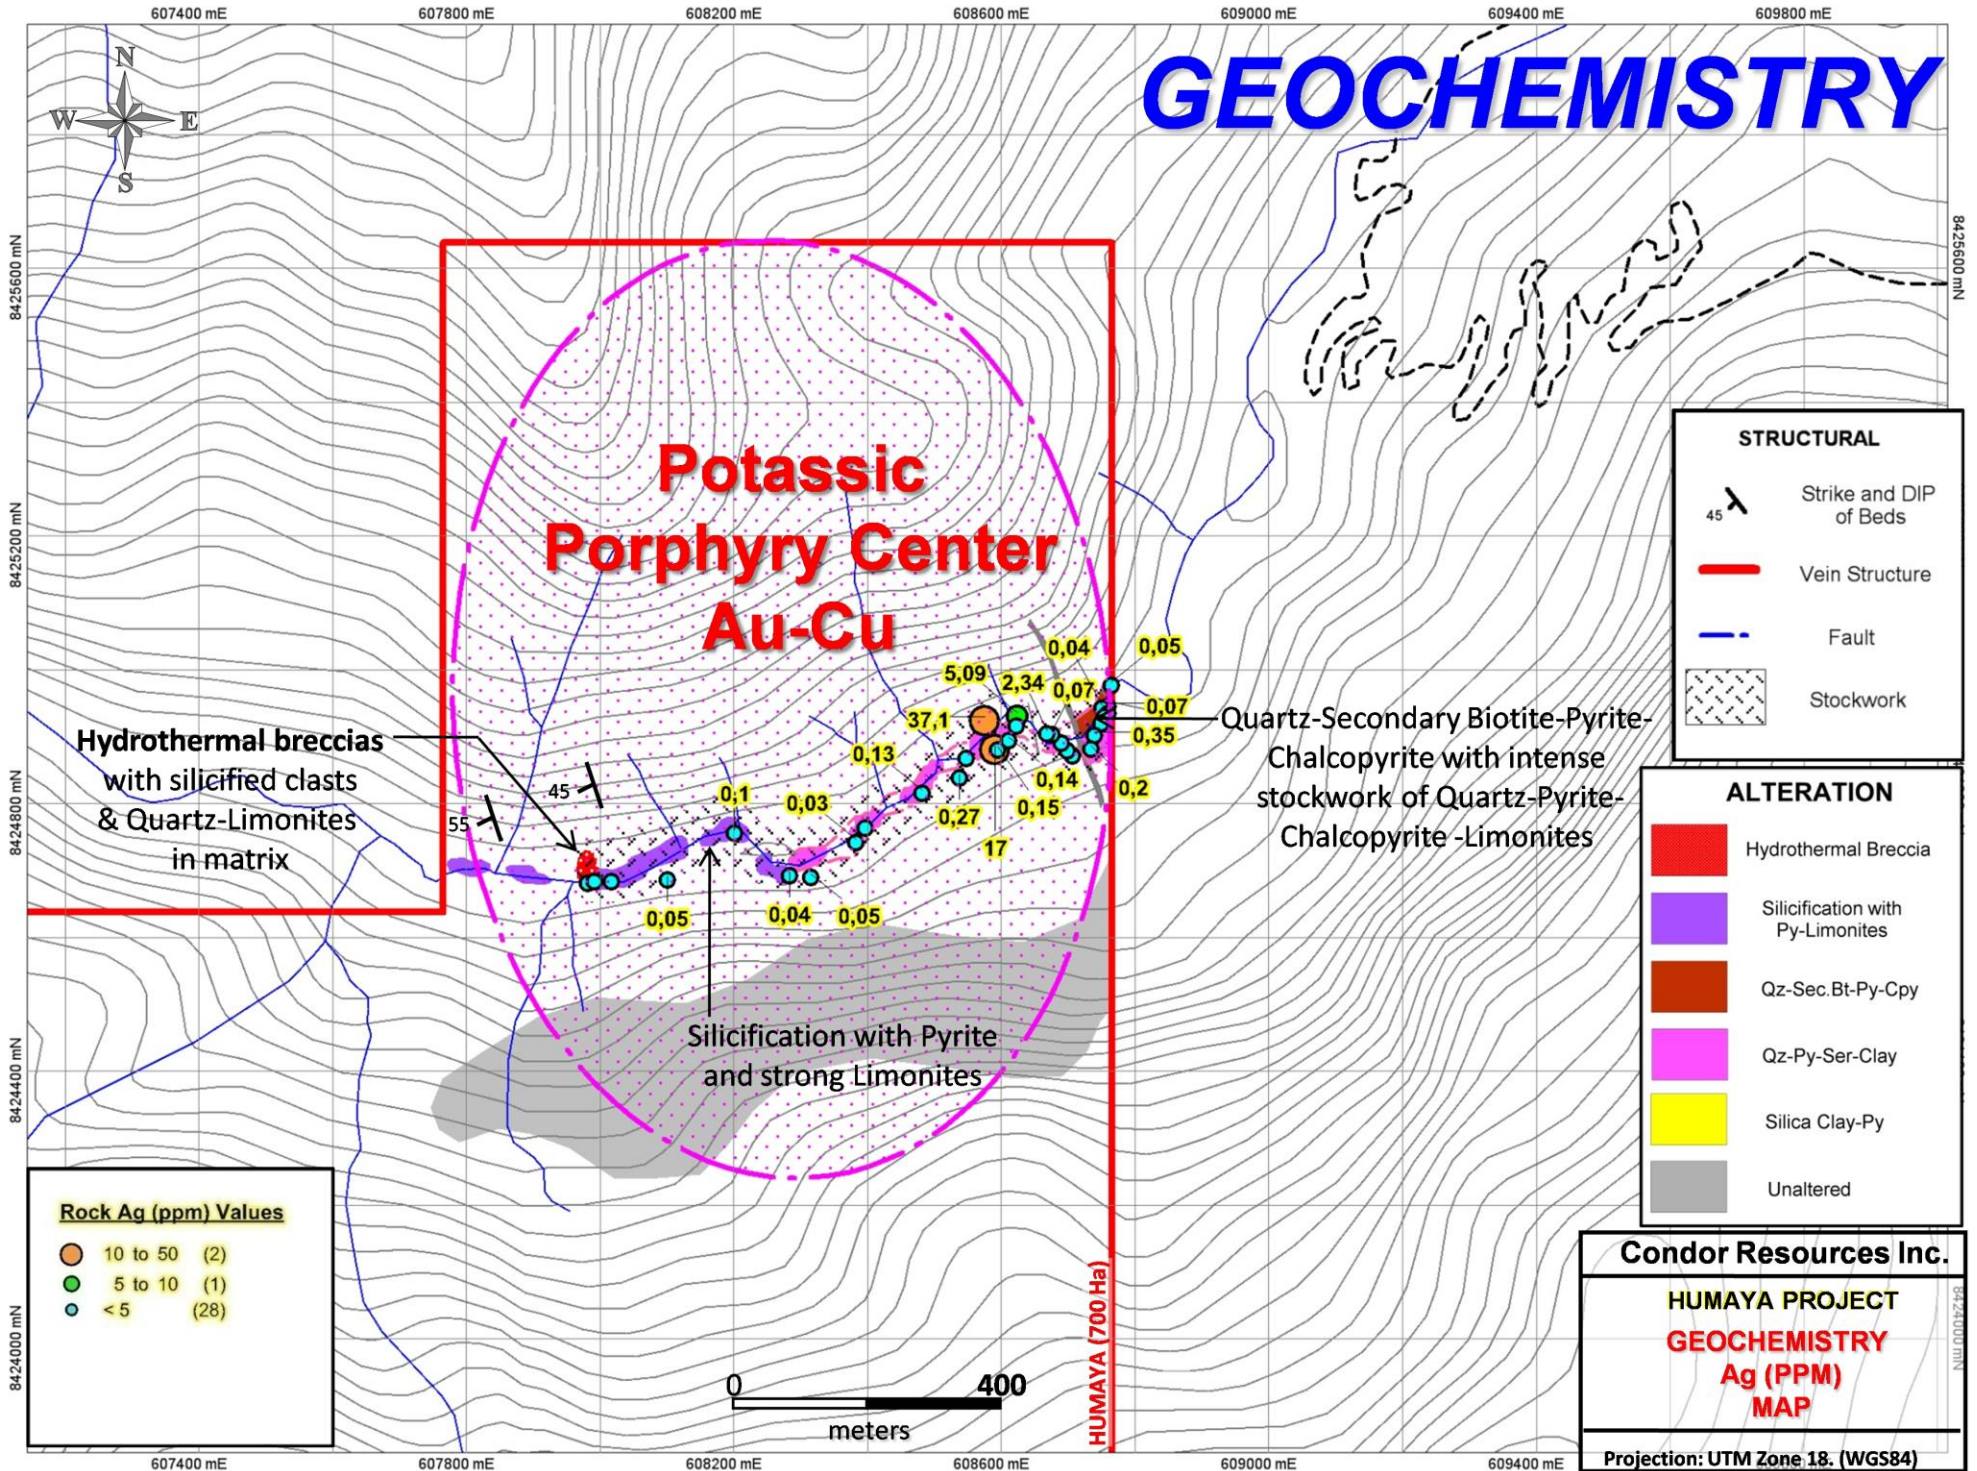 607400 mE
607800 mE
608200 mE
608600 mE
609000 mE
609400 mE
609800 mE
N
W
E
S
GEOCHEMISTRY
8425600 mN
8425200 mN
8424800 mN
8424400 mN
8424000 mN
8425600 mN
Potassic
Porphyry Center
Au-Cu
STRUCTURAL
45
Strike and DIP
of Beds
Vein Structure
Fault
Stockwork
0,04
0,05
5,09
2,34
0,07
0,07
37,1
0,35
0,13
0,14
0,2
0,1
0,03
0,15
0,27
17
0,05
0,04
0,05
45
55
Hydrothermal breccias
with silicified clasts
& Quartz-Limonites
in matrix
Quartz-Secondary Biotite-Pyrite-
Chalcopyrite with intense
stockwork of Quartz-Pyrite-
Chalcopyrite -Limonites
Silicification with Pyrite
and strong Limonites
ALTERATION
Hydrothermal Breccia
Silicification with
Py-Limonites
Qz-Sec.Bt-Py-Cpy
Qz-Py-Ser-Clay
Silica Clay-Py
Unaltered
Rock Ag (ppm) Values
10 to 50 (2)
5 to 10 (1)
< 5 (28)
0
400
meters
HUMAYA (700 Ha)
Condor Resources Inc.
HUMAYA PROJECT
GEOCHEMISTRY
Ag (PPM)
MAP
Projection: UTM Zone 18. (WGS84)
8424000 mN
607400 mE
607800 mE
608200 mE
608600 mE
609000 mE
609400 mE